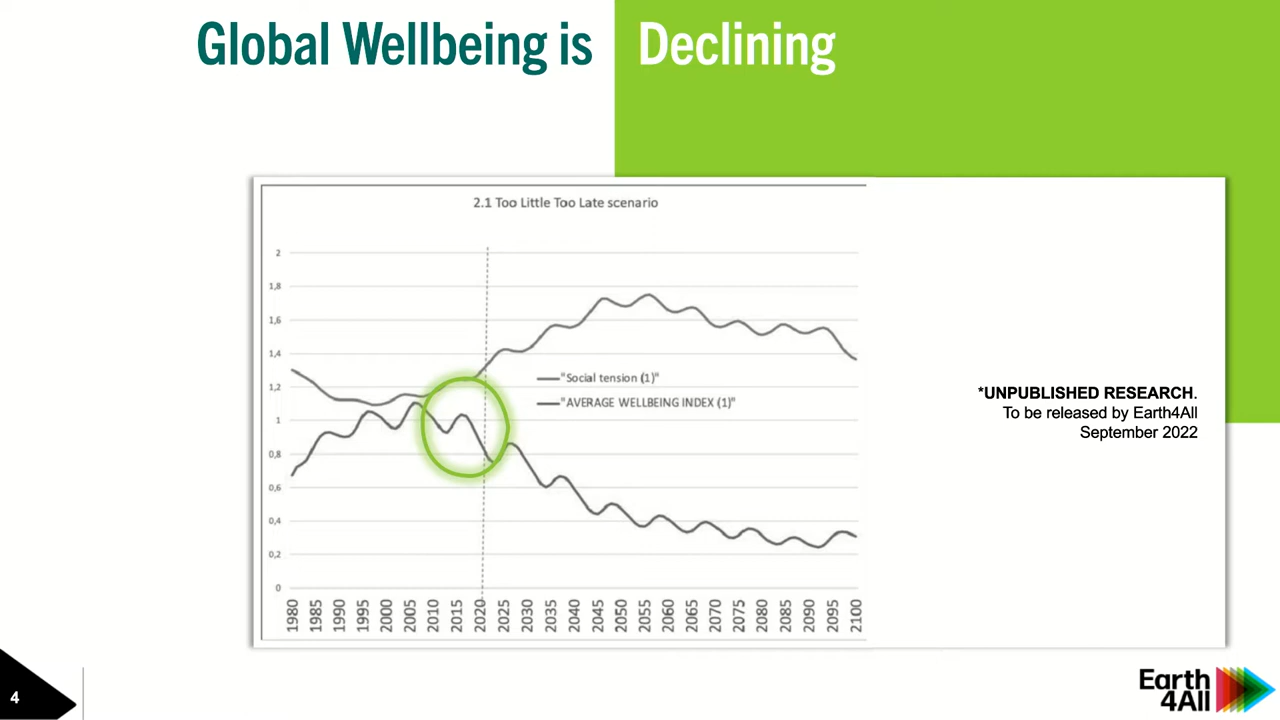 Global Wellbeing is Declining
2.1 Too Little Too Late scenario
2
1,8
1,6
1,4
1,2
1
0,8
0,6
0,4
0,2
0
"Social tension (1)"
"AVERAGE WELLBEING INDEX (1)"
1980 1985 1990 1995 2000 2005 2010 2015 2020 2025 2030 2035 2040 2045 2050 2055 2060 2065 2070 2075 2080 2085 2090 2095 2100
*UNPUBLISHED RESEARCH.
To be released by Earth4All
September 2022
4
Earth
4All